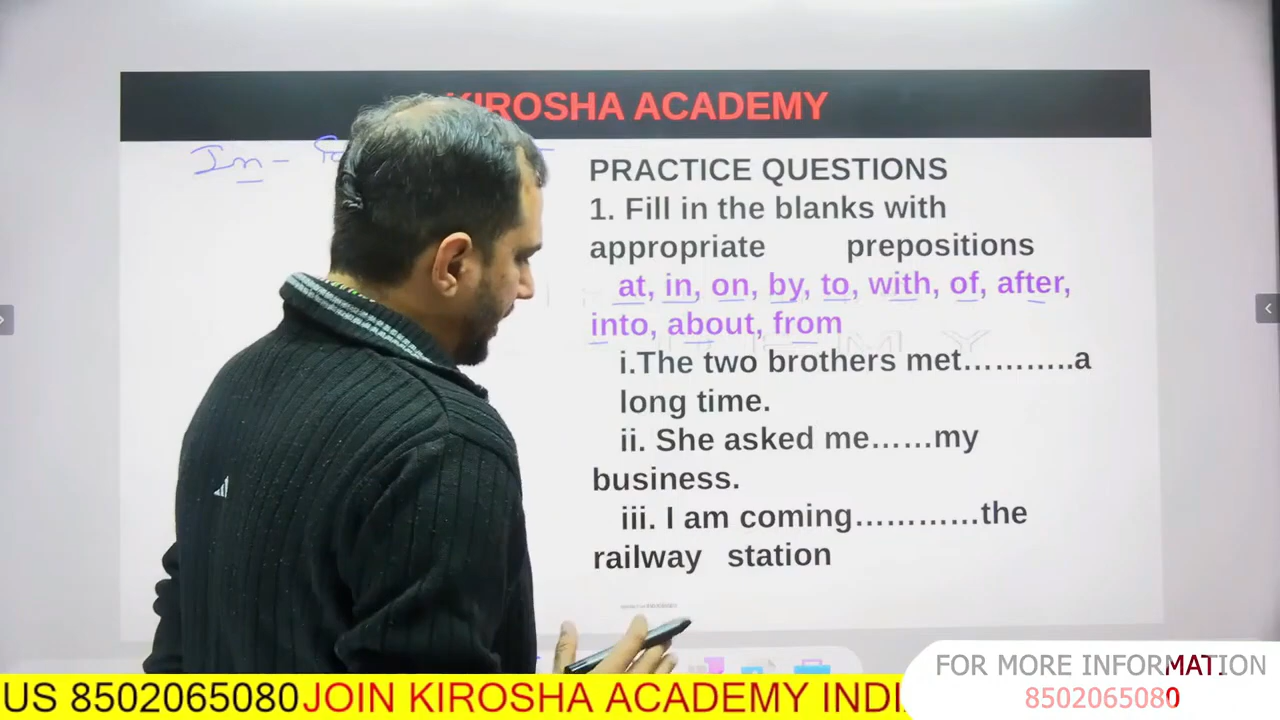 KIROSHA ACADEMY
In-
PRACTICE QUESTIONS
1. Fill in the blanks with
appropriate prepositions
at, in, on, by, to, with, of, after,
into, about, from
i.The two brothers met………..a
long time.
ii. She asked me……my
business.
iii. I am coming…………the
railway station
FOR MORE INFORMATION
8502065080
US 8502065080 JOIN KIROSHA ACADEMY